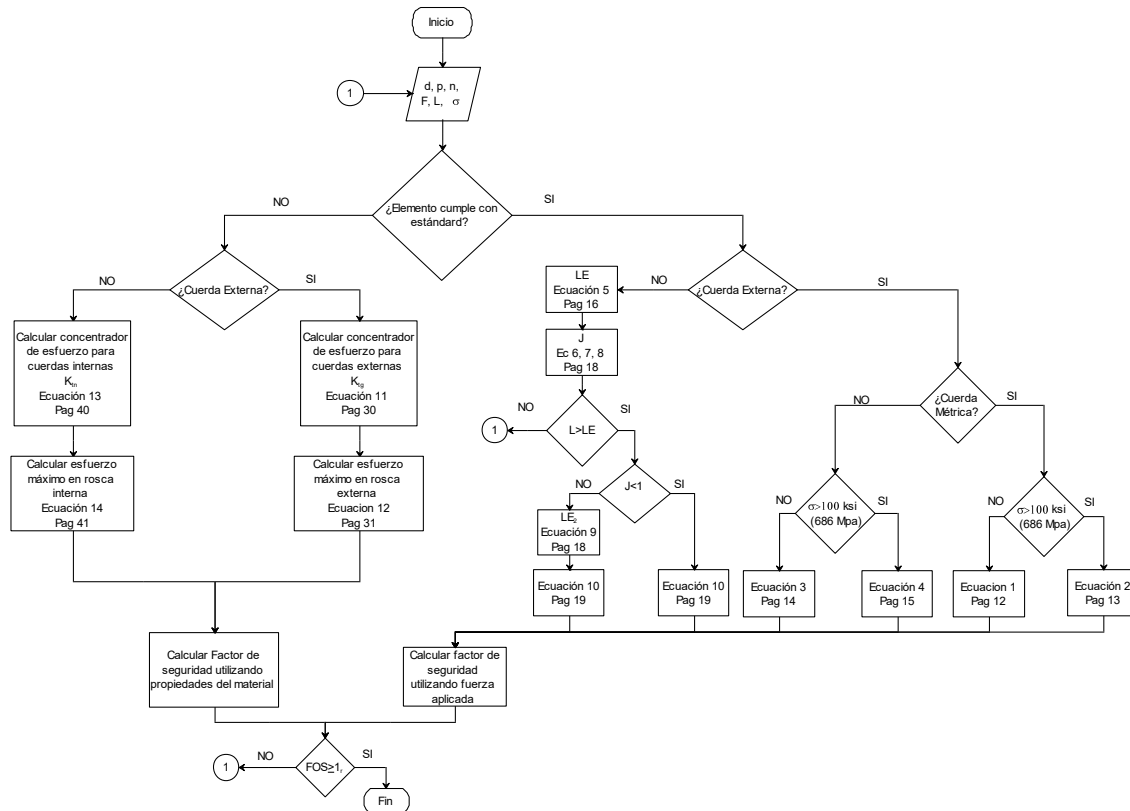 Inicio
1
d, p, n,
F, L, σ
¿Elemento cumple con
estándard?
NO
SI
¿Cuerda Externa?
NO
SI
Calcular concentrador
de esfuerzo para
cuerdas internas
Ktn
Ecuación 13
Pag 40
Calcular concentrador
de esfuerzo para
cuerdas externas
Ktg
Ecuación 11
Pag 30
Calcular esfuerzo
máximo en rosca
interna
Ecuación 14
Pag 41
Calcular esfuerzo
máximo en rosca
externa
Ecuacion 12
Pag 31
¿Cuerda Externa?
NO
SI
LE
Ecuación 5
Pag 16
J
Ec 6, 7, 8
Pag 18
L>LE
NO
SI
1
J<1
NO
SI
LE2
Ecuación 9
Pag 18
Ecuación 10
Pag 19
Ecuación 10
Pag 19
¿Cuerda
Métrica?
NO
SI
σ>100 ksi
(686 Mpa)
NO
SI
σ>100 ksi
(686 Mpa)
NO
SI
Ecuación 3
Pag 14
Ecuación 4
Pag 15
Ecuacion 1
Pag 12
Ecuación 2
Pag 13
Calcular Factor de
seguridad utilizando
propiedades del material
Calcular factor de
seguridad
utilizando fuerza
aplicada
FOS≥1,
NO
SI
1
Fin